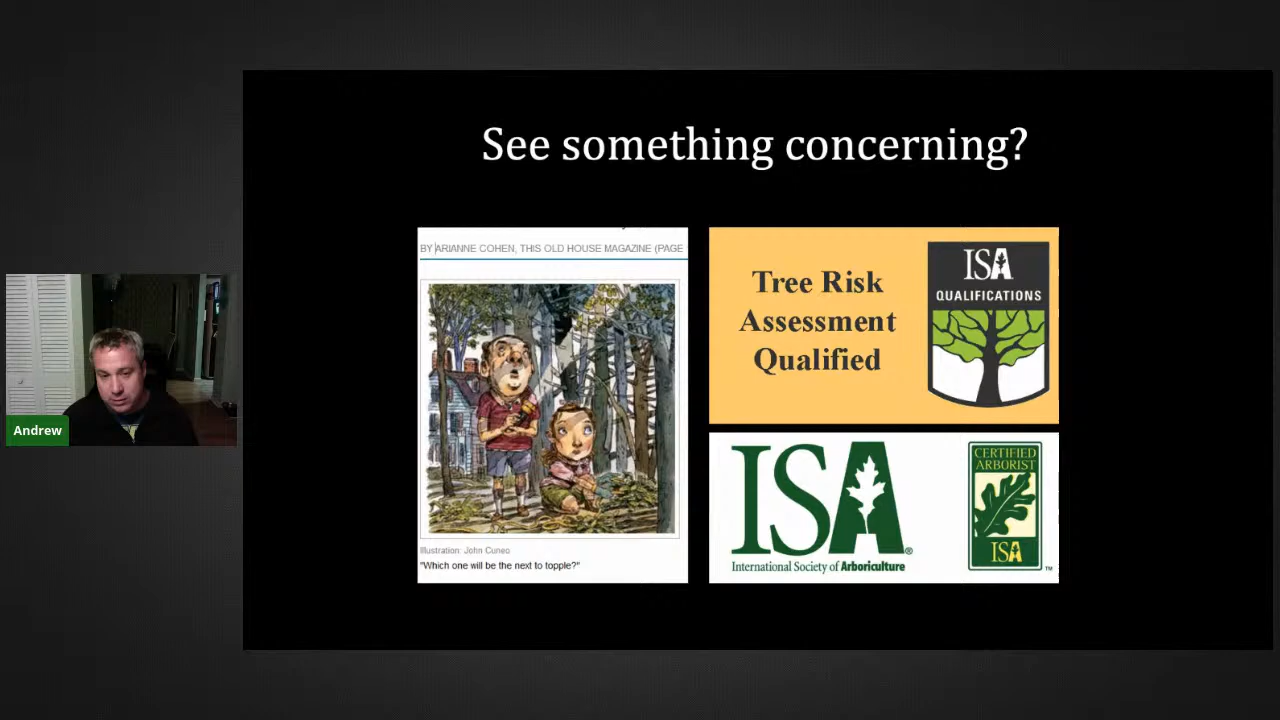 See something concerning?
BY ARIANNE COHEN, THIS OLD HOUSE MAGAZINE (PAGE
Illustration: John Cuneo
"Which one will be the next to topple?"
Tree Risk
Assessment
Qualified
ISA
QUALIFICATIONS
ISA®
International Society of Arboriculture
CERTIFIED
ARBORIST
ISA
TM
Andrew